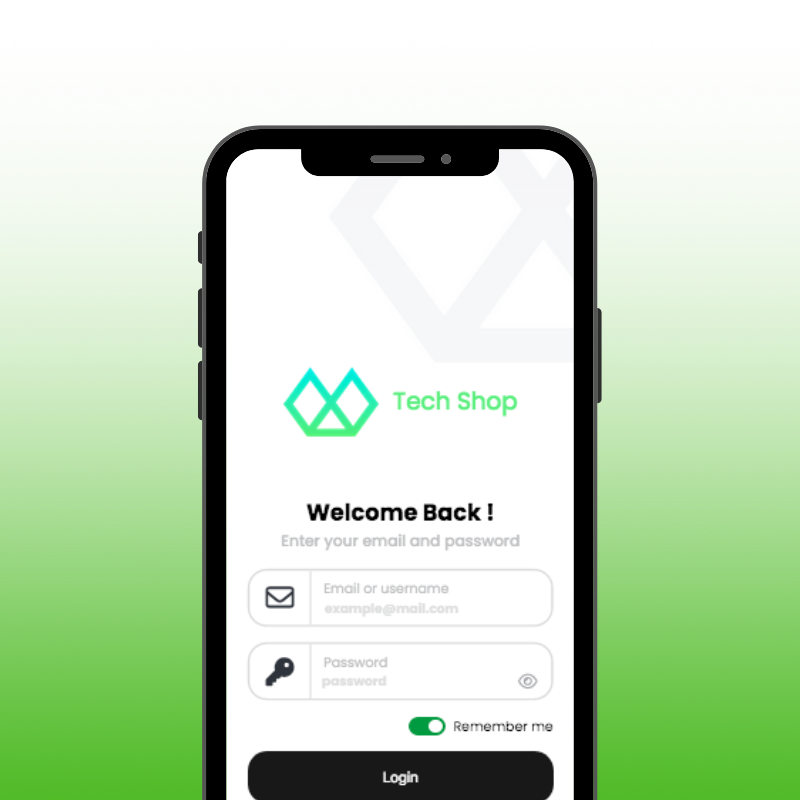 Tech Shop
Welcome Back !
Enter your email and password
Email or username
example@mail.com
Password
password
Remember me
Login